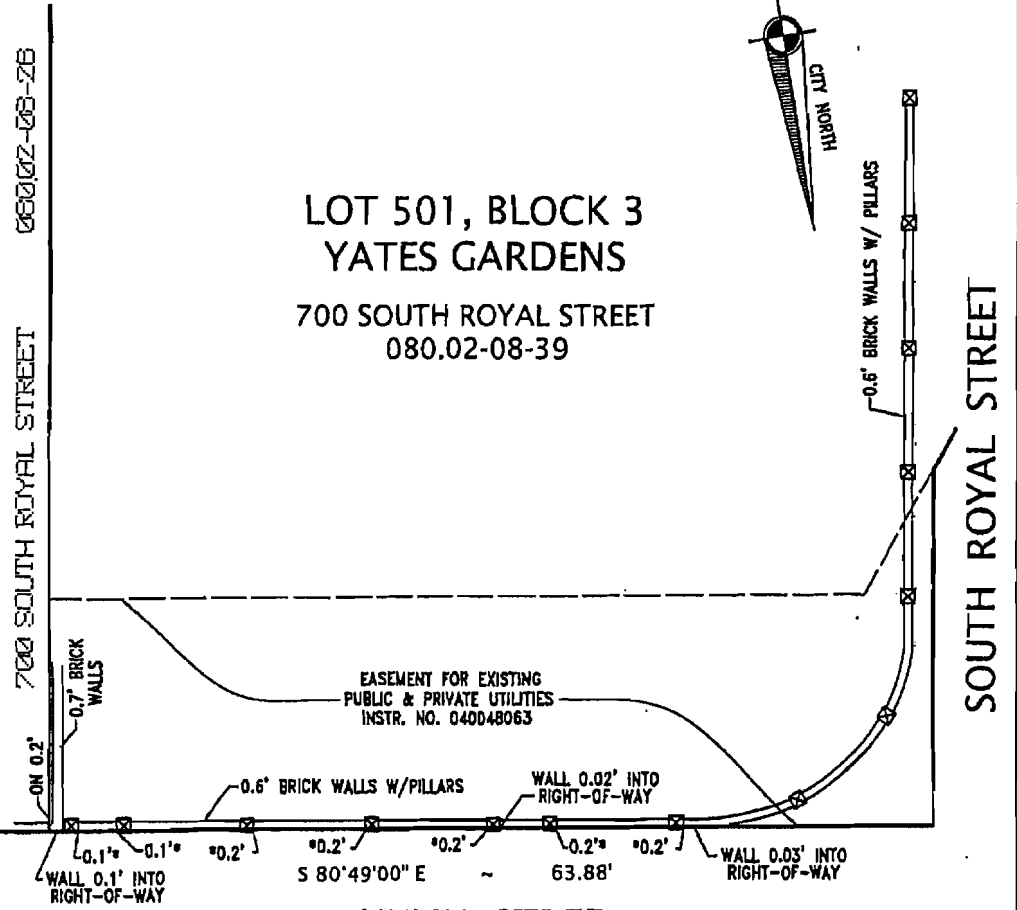 CITY NORTH
LOT 501, BLOCK 3
YATES GARDENS
700 SOUTH ROYAL STREET
080.02-08-39
700 SOUTH ROYAL STREET 080.02-08-28
0.6' BRICK WALLS W/ PILLARS
SOUTH ROYAL STREET
0.7' BRICK
WALLS
ON 0.2'
EASEMENT FOR EXISTING
PUBLIC & PRIVATE UTILITIES
INSTR. NO. 040048063
0.6' BRICK WALLS W/PILLARS
WALL 0.02' INTO
RIGHT-OF-WAY
0.1'*
0.1'*
*0.2'
*0.2'
*0.2'
0.2'*
*0.2'
WALL 0.1' INTO
RIGHT-OF-WAY
S 80°49'00" E ~ 63.88'
WALL 0.03' INTO
RIGHT-OF-WAY